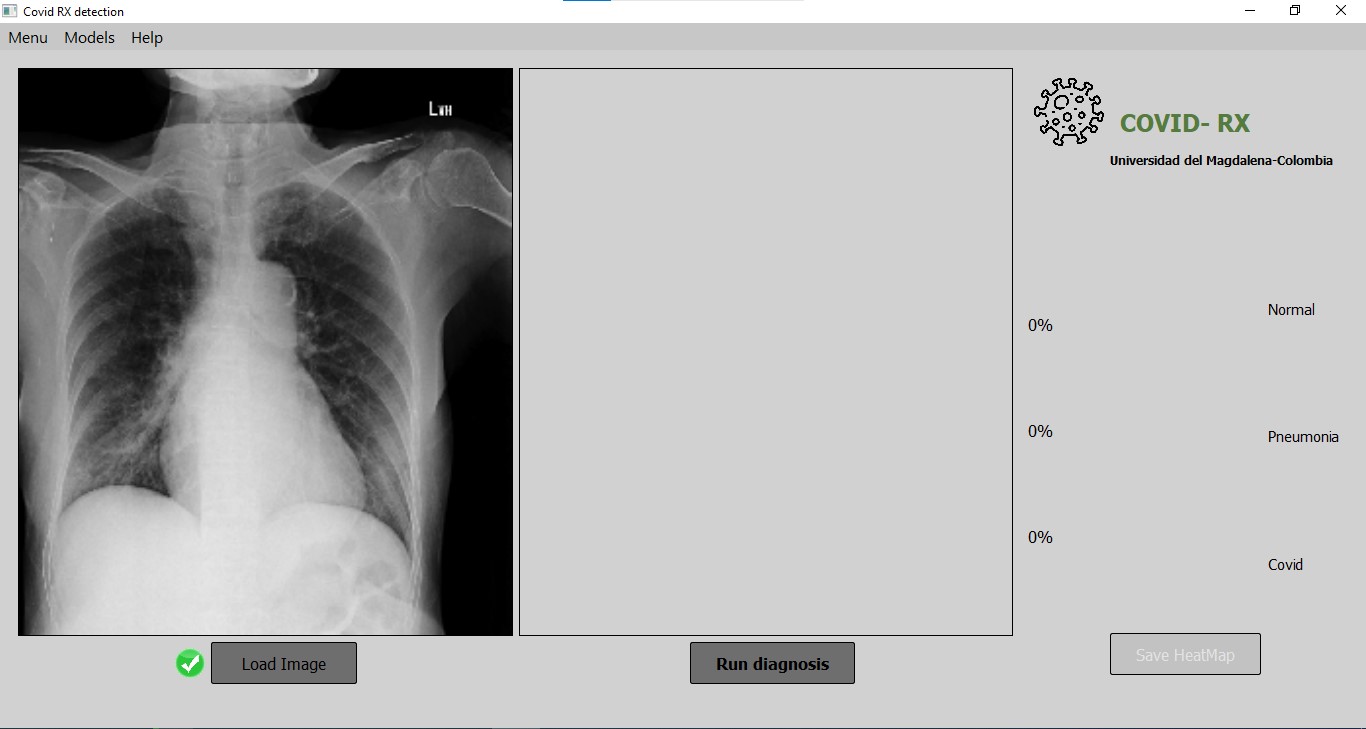 Covid RX detection
Menu Models Help
LWH
COVID- RX
Universidad del Magdalena-Colombia
Normal
0%
0%
Pneumonia
0%
Covid
Load Image
Run diagnosis
Save HeatMap